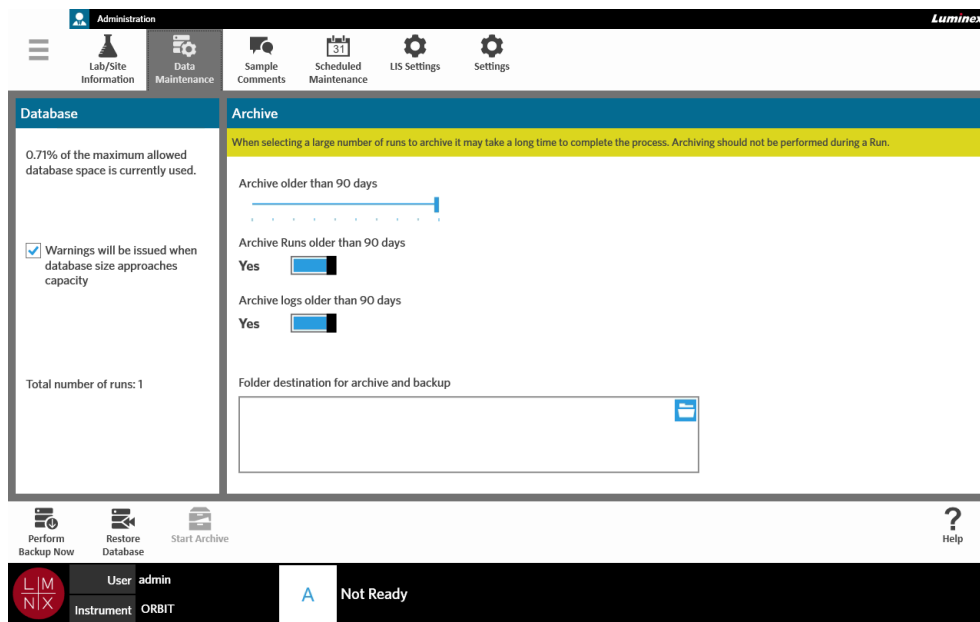 Administration
Luminex
Lab/Site
Information
Data
Maintenance
Sample
Comments
31
Scheduled
Maintenance
LIS Settings
Settings
Database
0.71% of the maximum allowed
database space is currently used.
Warnings will be issued when
database size approaches
capacity
Total number of runs: 1
Archive
When selecting a large number of runs to archive it may take a long time to complete the process. Archiving should not be performed during a Run.
Archive older than 90 days
Archive Runs older than 90 days
Yes
Archive logs older than 90 days
Yes
Folder destination for archive and backup
Perform
Backup Now
Restore
Database
Start Archive
?
Help
L M
N X
User admin
Instrument ORBIT
A
Not Ready